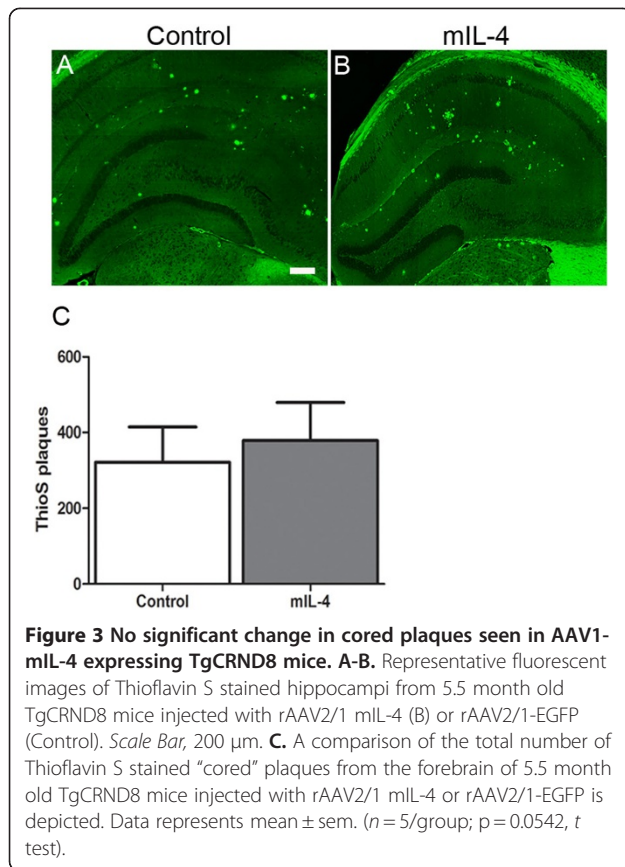 Control mIL-4
A B
C
600
400
200
0
ThioS plaques
Control mIL-4
Figure 3 No significant change in cored plaques seen in AAV1-
mIL-4 expressing TgCRND8 mice. A-B. Representative fluorescent
images of Thioflavin S stained hippocampi from 5.5 month old
TgCRND8 mice injected with rAAV2/1 mIL-4 (B) or rAAV2/1-EGFP
(Control). Scale Bar, 200 μm. C. A comparison of the total number of
Thioflavin S stained “cored” plaques from the forebrain of 5.5 month
old TgCRND8 mice injected with rAAV2/1 mIL-4 or rAAV2/1-EGFP is
depicted. Data represents mean ± sem. (n = 5/group; p = 0.0542, t
test).